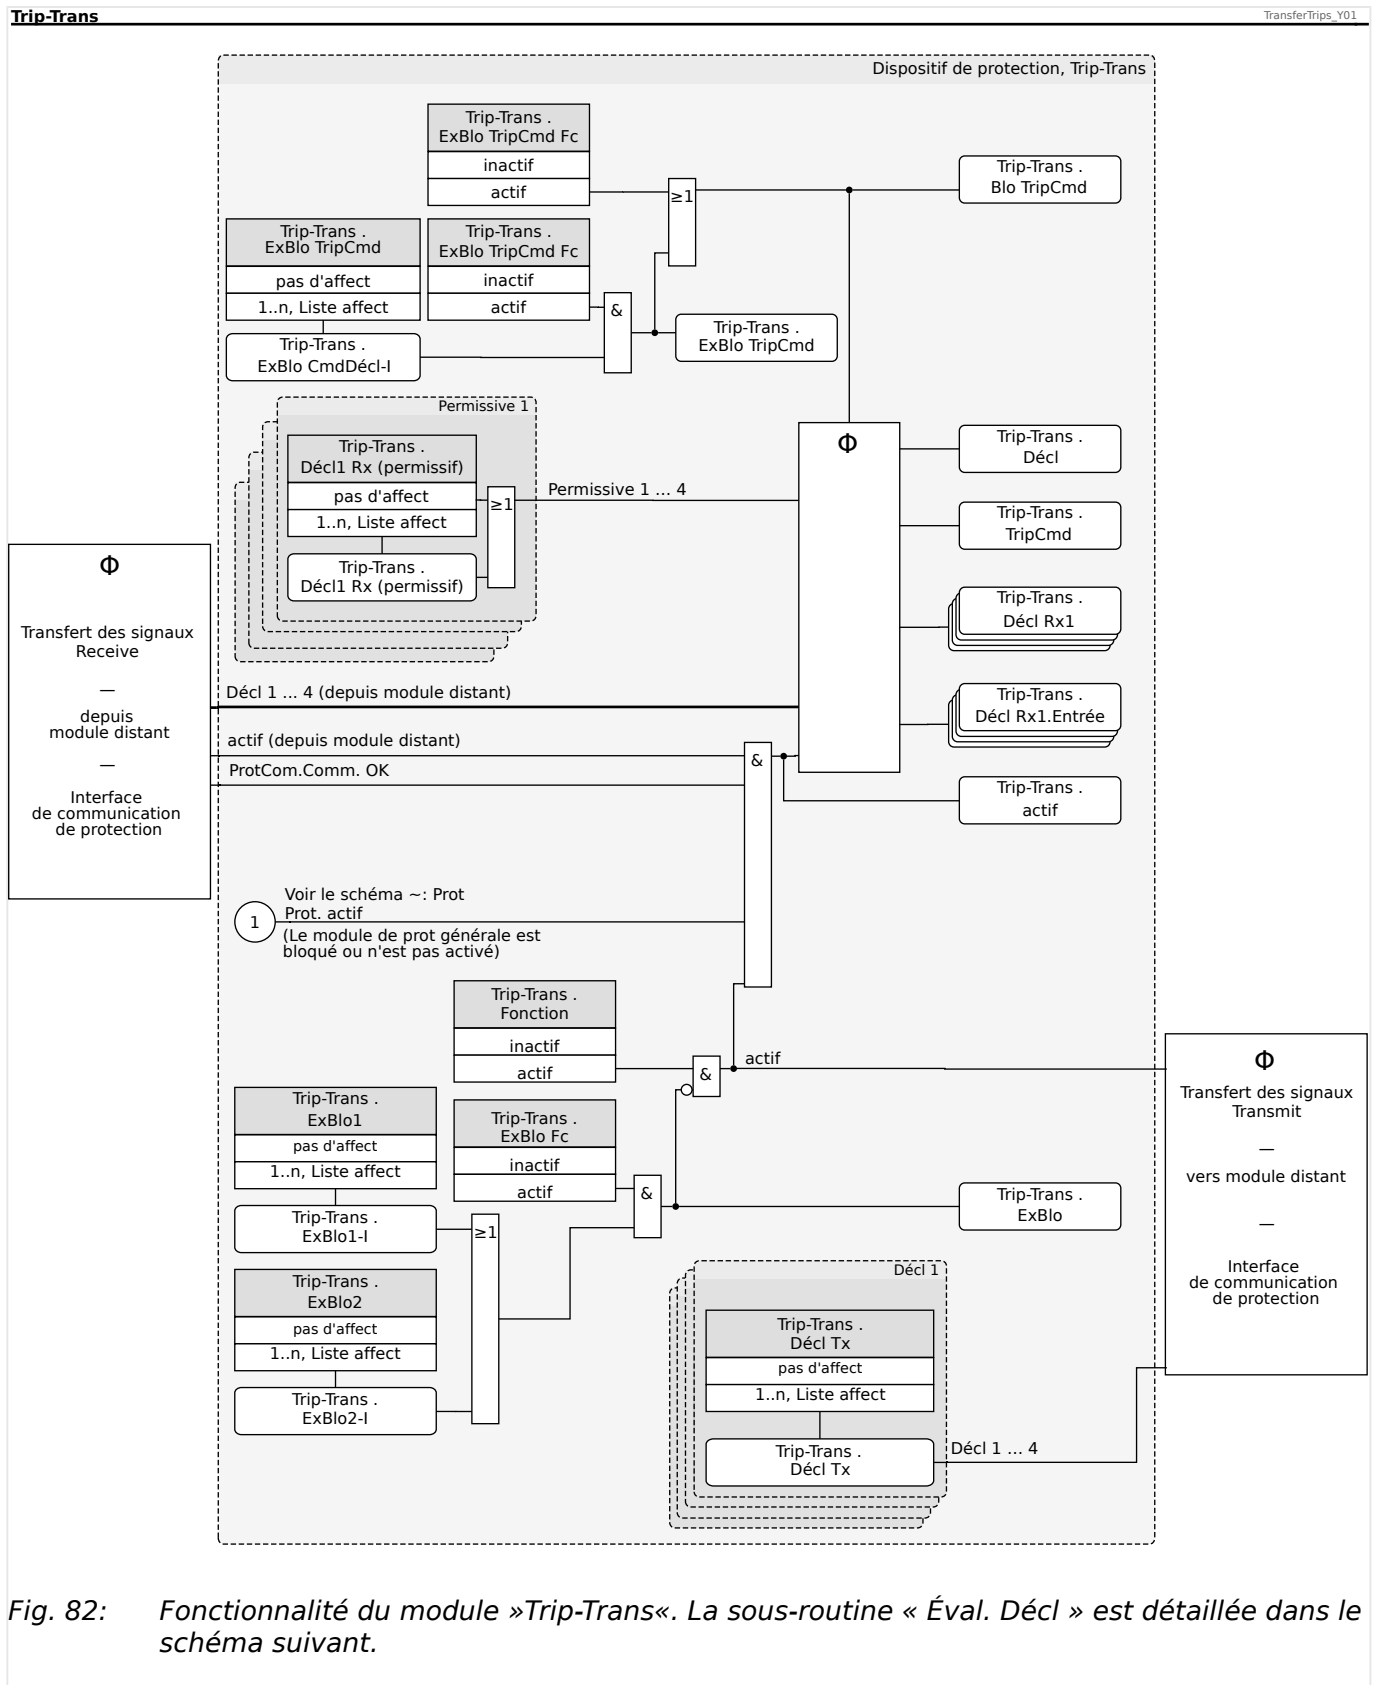 Trip-Trans
TransferTrips_Y01
Dispositif de protection, Trip-Trans
Trip-Trans .
ExBlo TripCmd Fc
inactif
actif
≥1
Trip-Trans .
Blo TripCmd
Trip-Trans .
ExBlo TripCmd
pas d'affect
1..n, Liste affect
Trip-Trans .
ExBlo CmdDécl-I
Trip-Trans .
ExBlo TripCmd Fc
inactif
actif
&
Trip-Trans .
ExBlo TripCmd
Permissive 1
Trip-Trans .
Décl1 Rx (permissif)
pas d'affect
1..n, Liste affect
Trip-Trans .
Décl1 Rx (permissif)
≥1
Permissive 1 ... 4
Φ
Trip-Trans .
Décl
Trip-Trans .
TripCmd
Trip-Trans .
Décl Rx1
Trip-Trans .
Décl Rx1.Entrée
Trip-Trans .
actif
Φ
Transfert des signaux
Receive
—
depuis
module distant
—
Interface
de communication
de protection
Décl 1 ... 4 (depuis module distant)
actif (depuis module distant)
ProtCom.Comm. OK
&
1
Voir le schéma ~: Prot
Prot. actif
(Le module de prot générale est
bloqué ou n'est pas activé)
Trip-Trans .
Fonction
inactif
actif
&
actif
Trip-Trans .
ExBlo1
pas d'affect
1..n, Liste affect
Trip-Trans .
ExBlo1-I
Trip-Trans .
ExBlo Fc
inactif
actif
&
Trip-Trans .
ExBlo
≥1
Trip-Trans .
ExBlo2
pas d'affect
1..n, Liste affect
Trip-Trans .
ExBlo2-I
Décl 1
Trip-Trans .
Décl Tx
pas d'affect
1..n, Liste affect
Trip-Trans .
Décl Tx
Décl 1 ... 4
Φ
Transfert des signaux
Transmit
—
vers module distant
—
Interface
de communication
de protection
Fig. 82: Fonctionnalité du module »Trip-Trans«. La sous-routine « Éval. Décl » est détaillée dans le
schéma suivant.